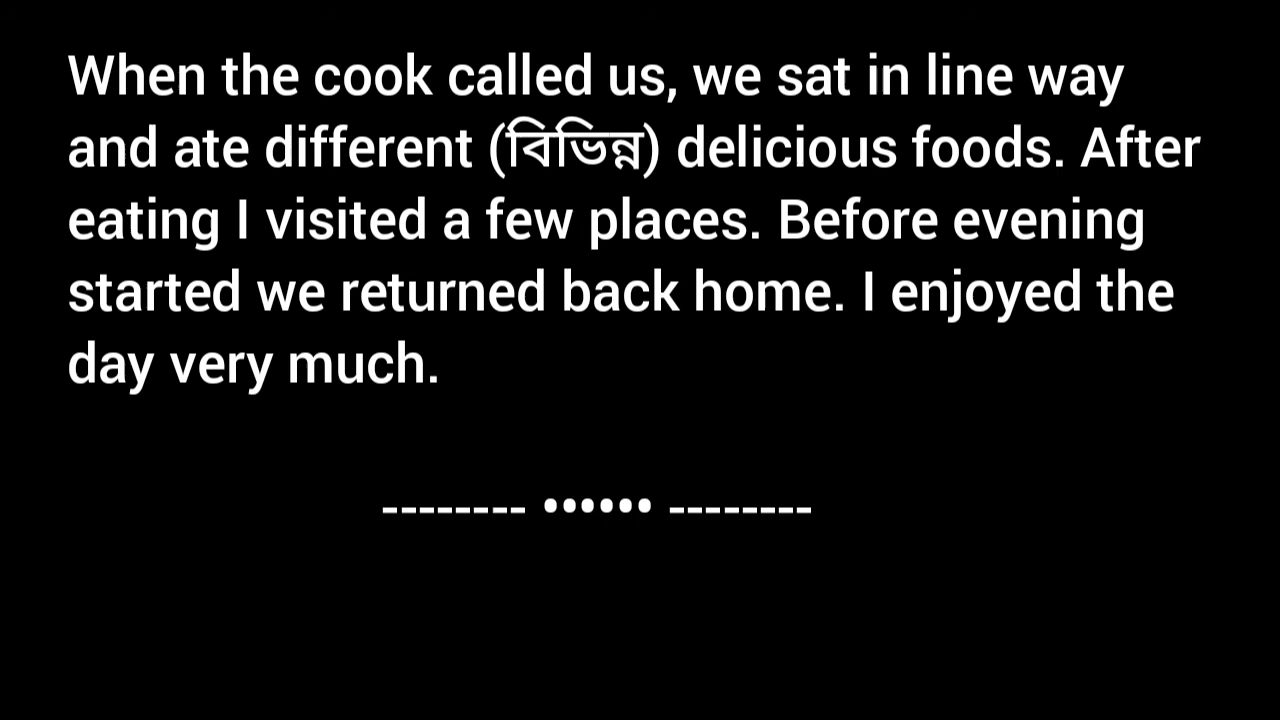 When the cook called us, we sat in line way
and ate different (বিভিন্ন) delicious foods. After
eating I visited a few places. Before evening
started we returned back home. I enjoyed the
day very much.
-------- •••••• --------